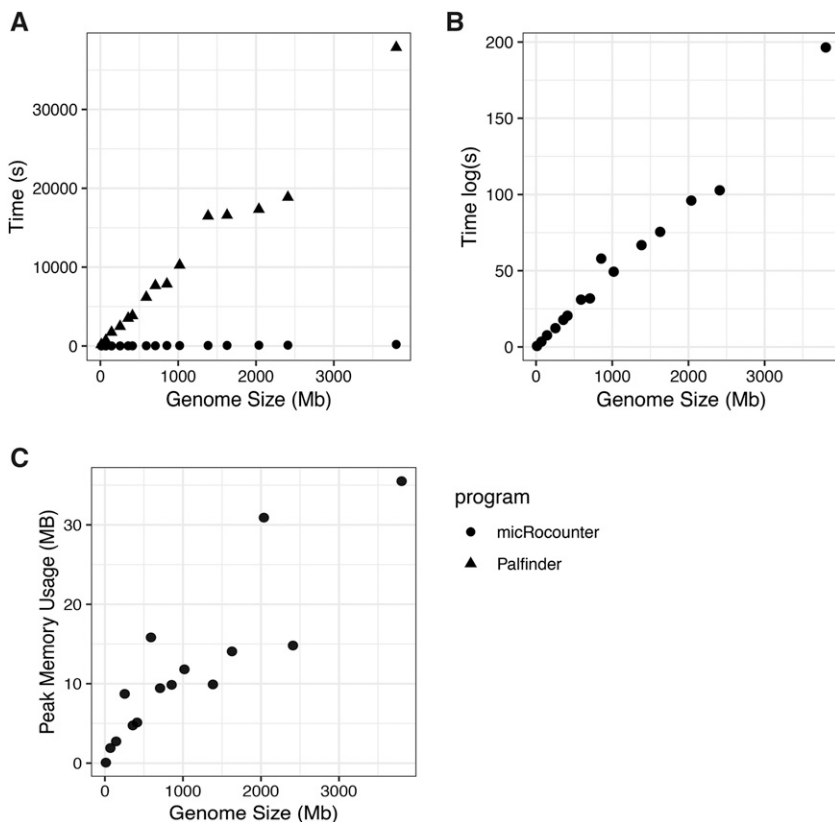 A
Time (s)
30000
20000
10000
0
0
1000
2000
3000
Genome Size (Mb)
B
Time log(s)
200
150
100
50
0
0
1000
2000
3000
Genome Size (Mb)
C
Peak Memory Usage (MB)
30
20
10
0
0
1000
2000
3000
Genome Size (Mb)
program
micRocounter
Palfinder